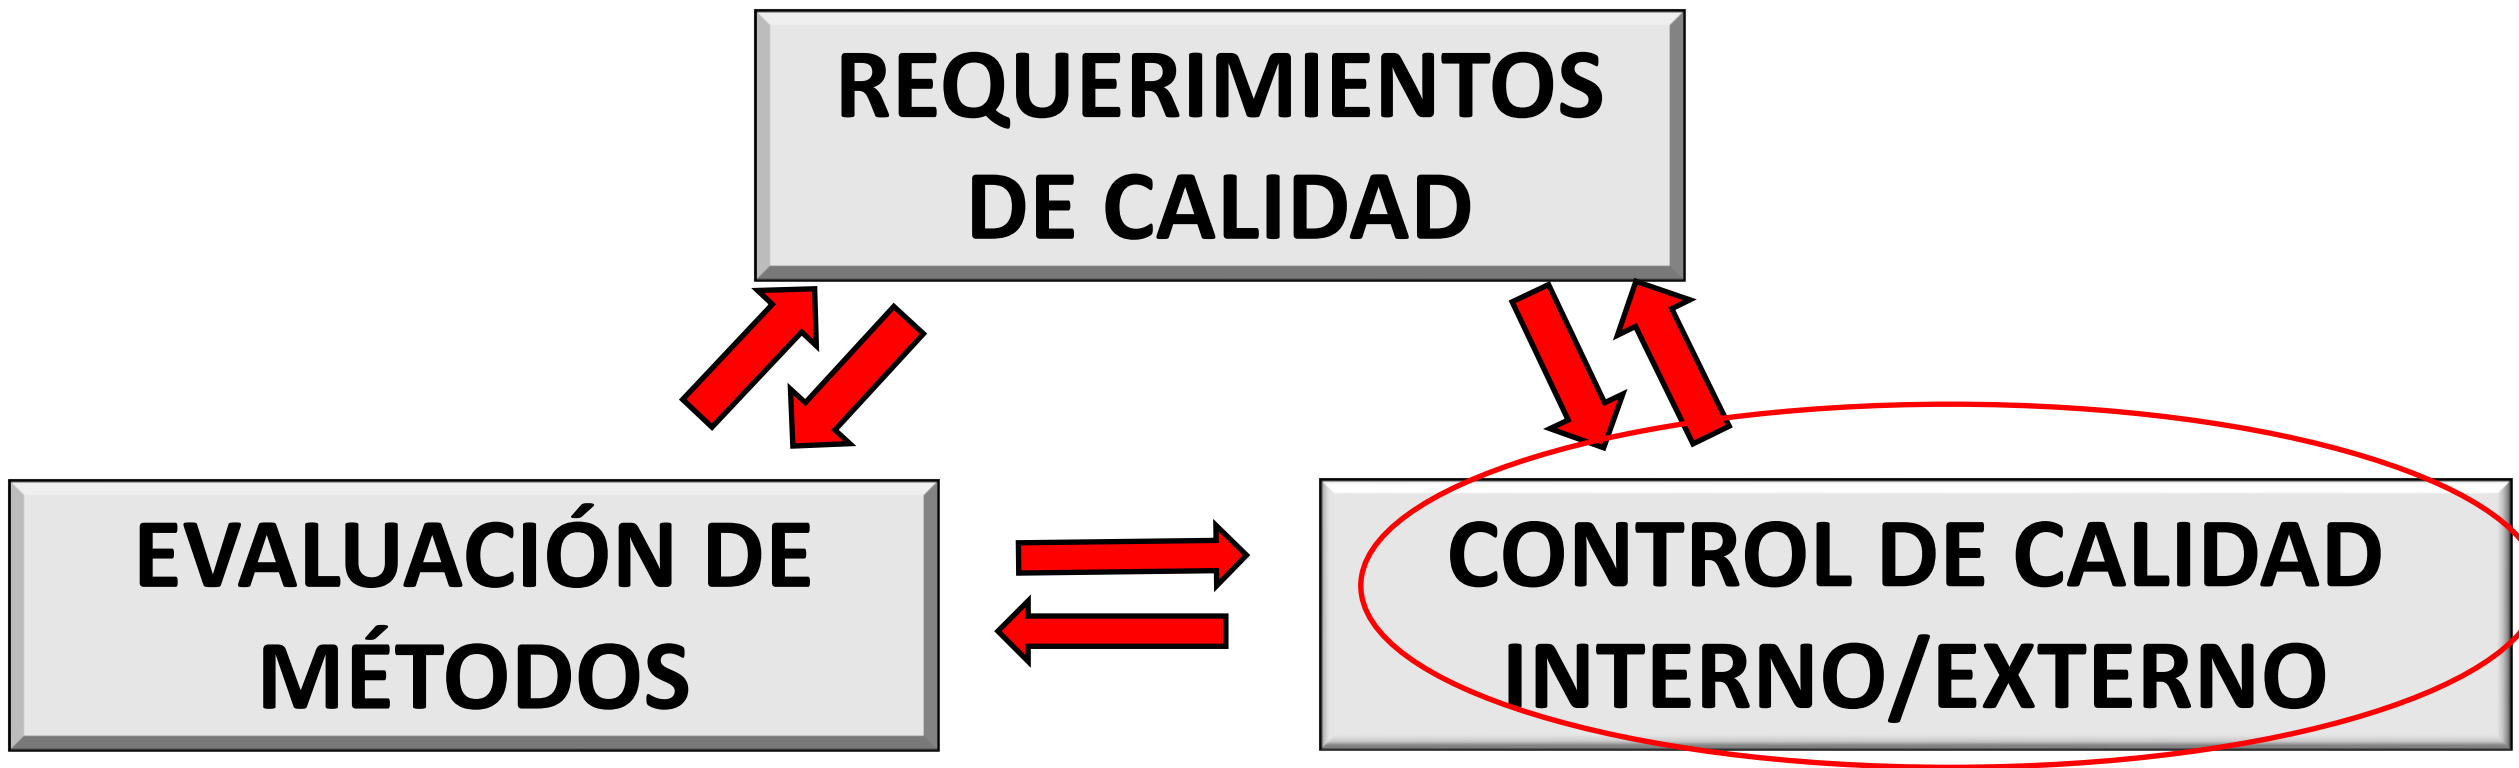 REQUERIMIENTOS
DE CALIDAD
EVALUACIÓN DE
MÉTODOS
CONTROL DE CALIDAD
INTERNO/EXTERNO